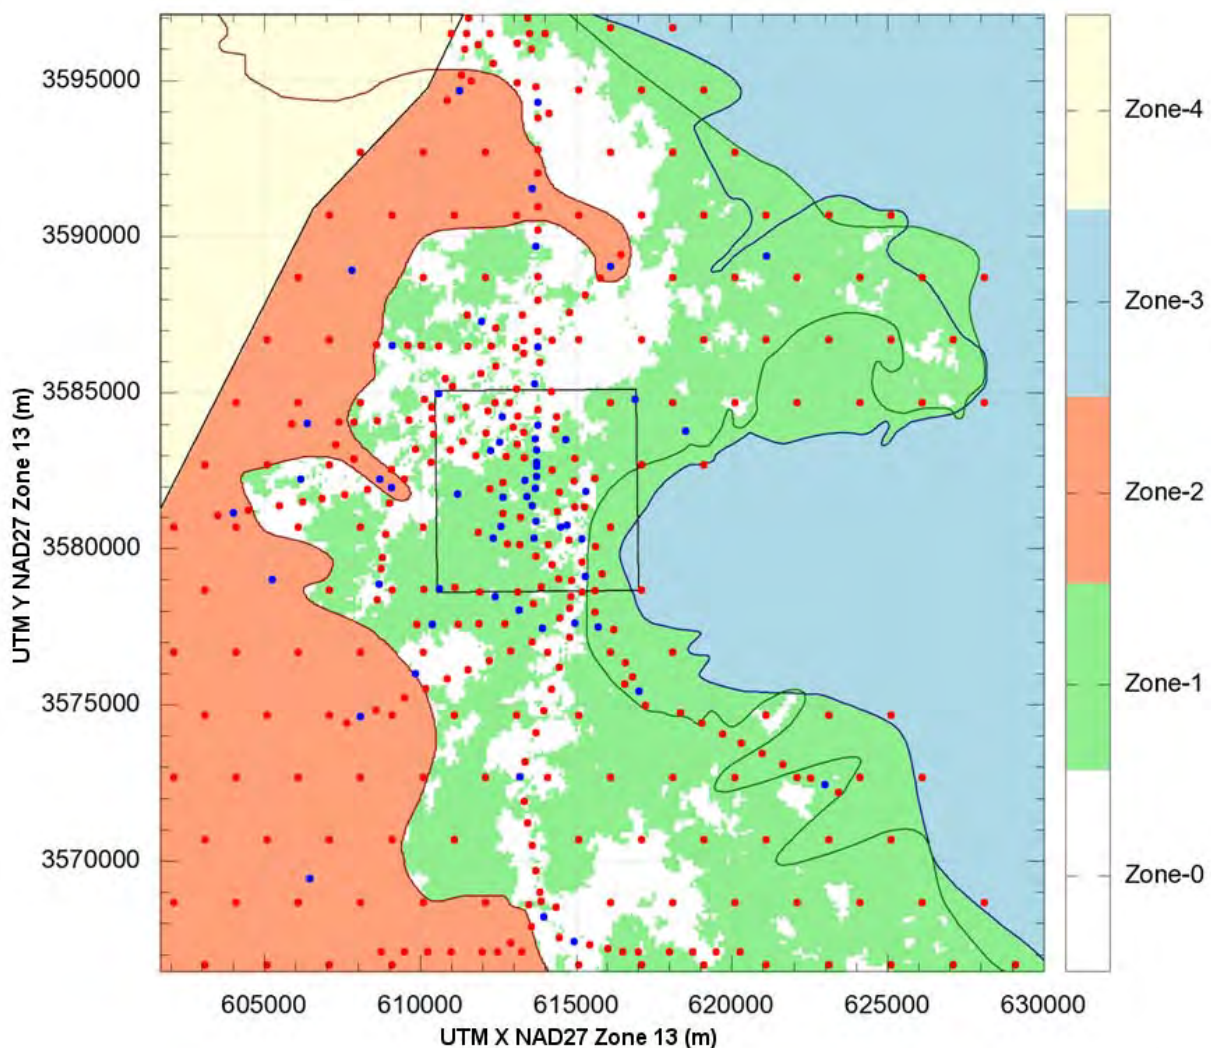 3595000
3590000
3585000
3580000
3575000
3570000
UTM Y NAD27 Zone 13 (m)
605000 610000 615000 620000 625000 630000
UTM X NAD27 Zone 13 (m)
Zone-4
Zone-3
Zone-2
Zone-1
Zone-0